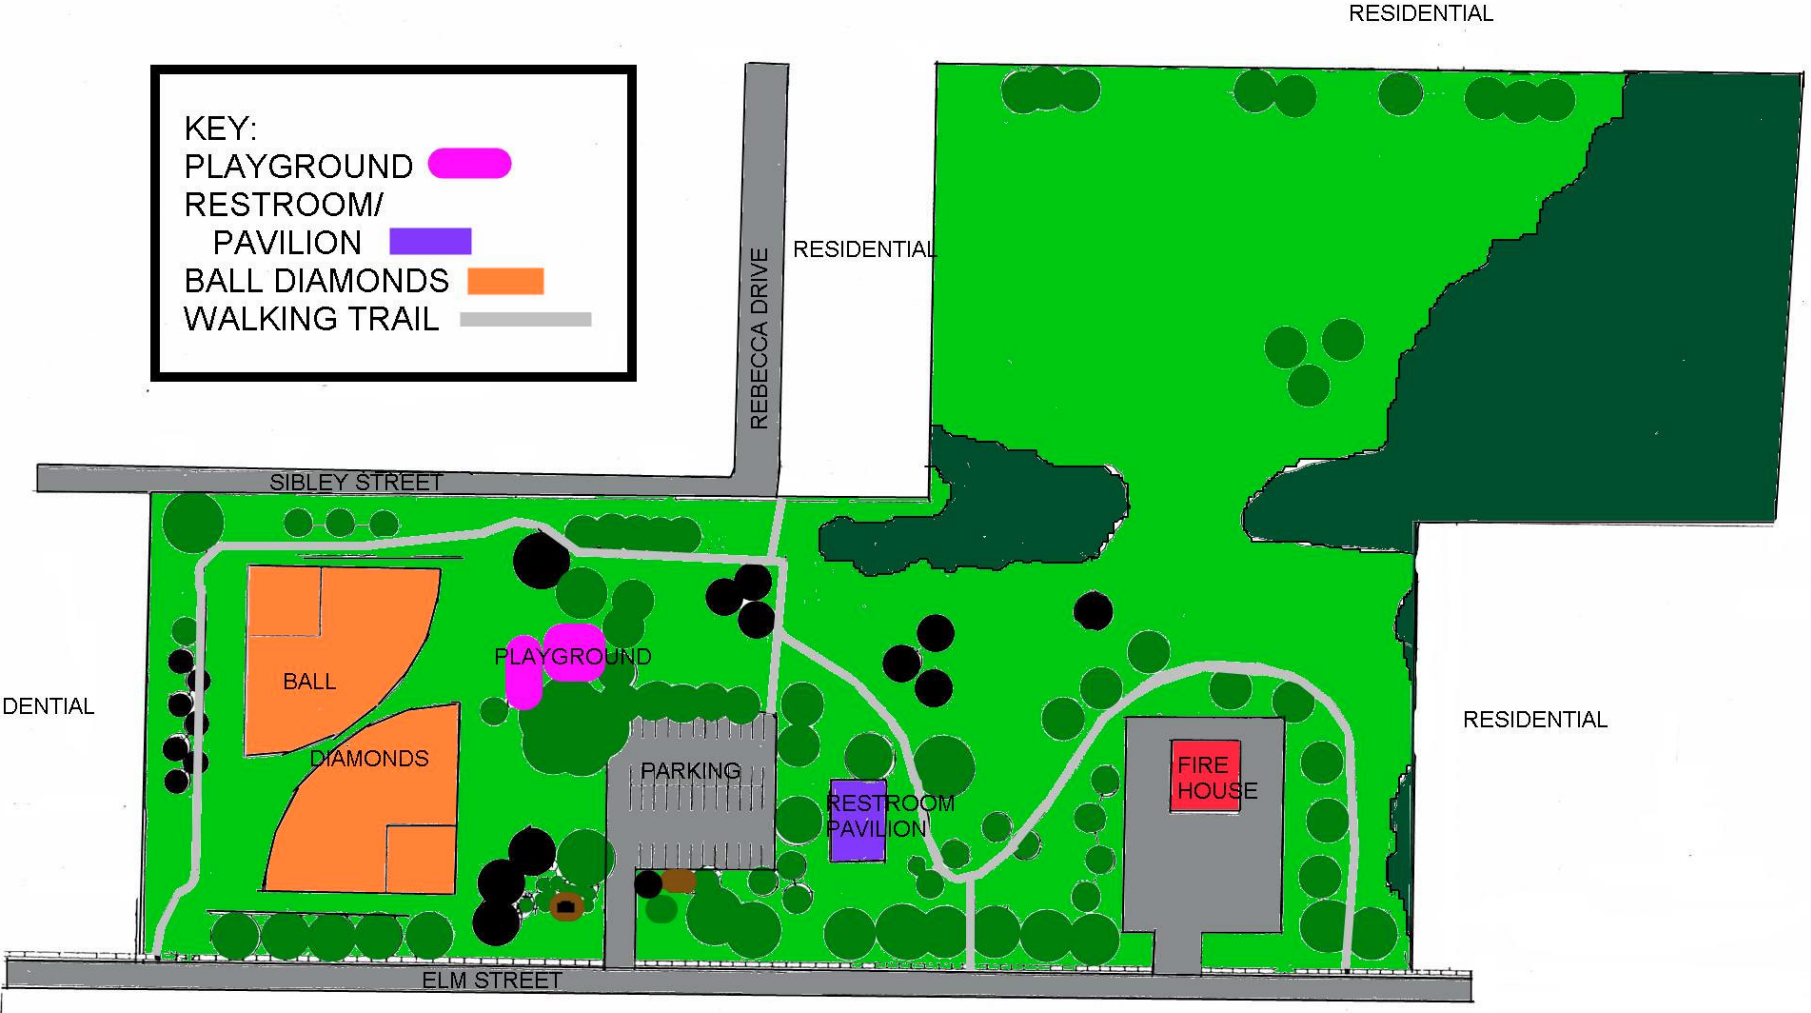 RESIDENTIAL
KEY:
PLAYGROUND
RESTROOM/
PAVILION
BALL DIAMONDS
WALKING TRAIL
RESIDENTIAL
REBECCA DRIVE
SIBLEY STREET
PLAYGROUND
BALL
DIAMONDS
DENTIAL
PARKING
RESTROOM
PAVILION
FIRE
HOUSE
RESIDENTIAL
ELM STREET